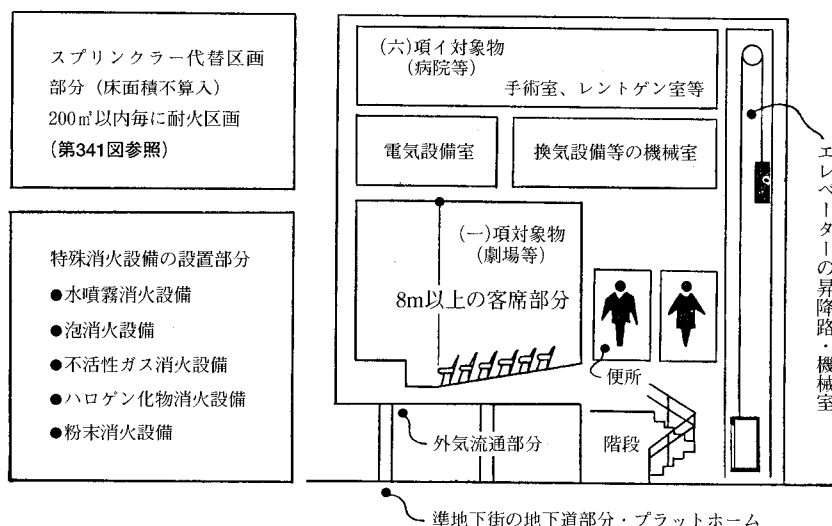 スプリンクラー代替区画
部分（床面積不算入）
200㎡以内毎に耐火区画
（第341図参照）
特殊消火設備の設置部分
●水噴霧消火設備
●泡消火設備
●不活性ガス消火設備
●ハロゲン化物消火設備
●粉末消火設備
(六)項イ対象物
(病院等)
手術室、レントゲン室等
電気設備室
換気設備等の機械室
(一)項対象物
(劇場等)
8m以上の客席部分
便所
外気流通部分
階段
エレベーターの昇降路・機械室
準地下街の地下道部分・プラットホーム